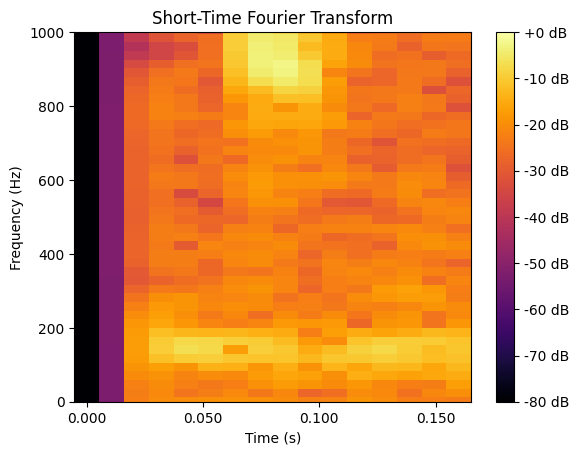 Short-Time Fourier Transform
1000
800
600
400
200
0
Frequency (Hz)
0.000
0.050
0.100
0.150
Time (s)
+0 dB
-10 dB
-20 dB
-30 dB
-40 dB
-50 dB
-60 dB
-70 dB
-80 dB